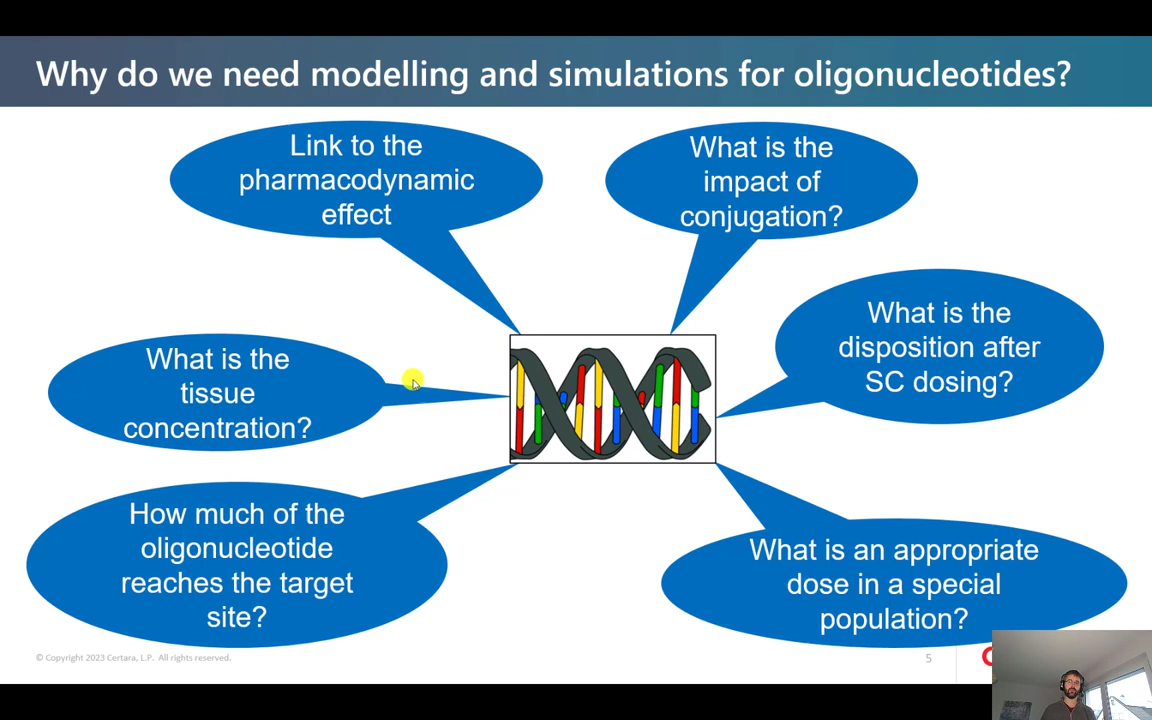 Why do we need modelling and simulations for oligonucleotides?
Link to the
pharmacodynamic
effect
What is the
impact of
conjugation?
What is the
disposition after
SC dosing?
What is the
tissue
concentration?
How much of the
oligonucleotide
reaches the target
site?
What is an appropriate
dose in a special
population?
© Copyright 2023 Certara, L.P. All rights reserved.
5